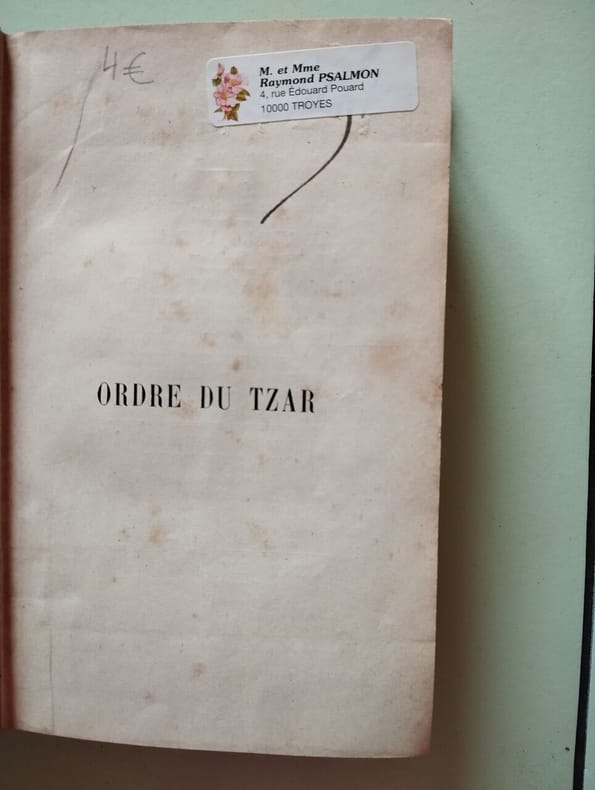 4€
M. et Mme
Raymond PSALMON
4, rue Édouard Pouard
10000 TROYES
ORDRE DU TZAR